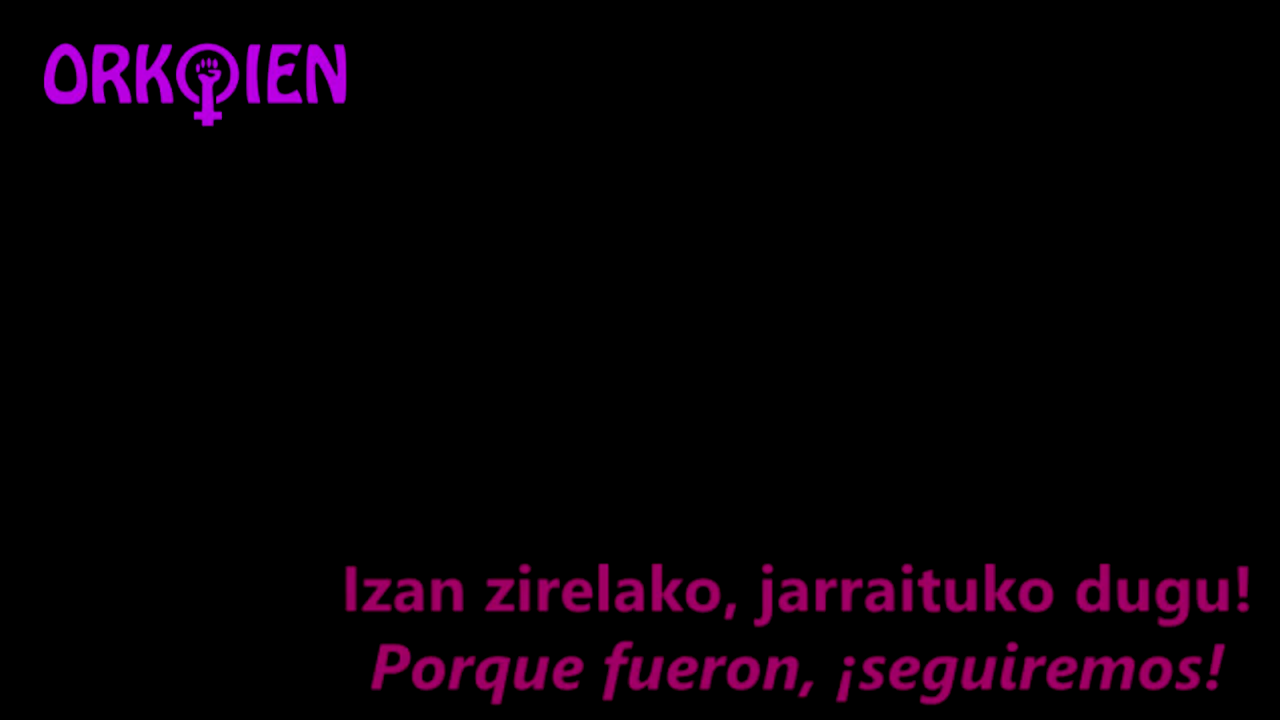 ORKOIEN
Izan zirelako, jarraituko dugu!
Porque fueron, ¡seguiremos!